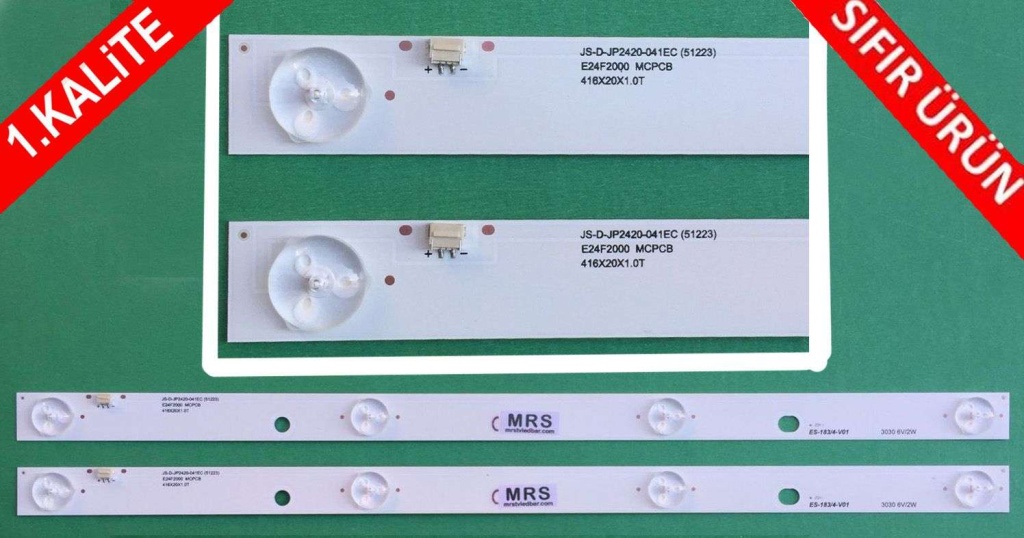 1.KALİTE
SIFIR ÜRÜN
JS-D-JP2420-041EC (51223)
E24F2000 MCPCB
416X20X1.0T
+ -
JS-D-JP2420-041EC (51223)
E24F2000 MCPCB
416X20X1.0T
+ -
JS-D-JP2420-041EC (51223)
E24F2000 MCPCB
416X20X1.0T
MRS
mrstvledbar.com
ES-183/4-V01
3030 6V/2W
JS-D-JP2420-041EC (51223)
E24F2000 MCPCB
416X20X1.0T
MRS
mrstvledbar.com
ES-183/4-V01
3030 6V/2W